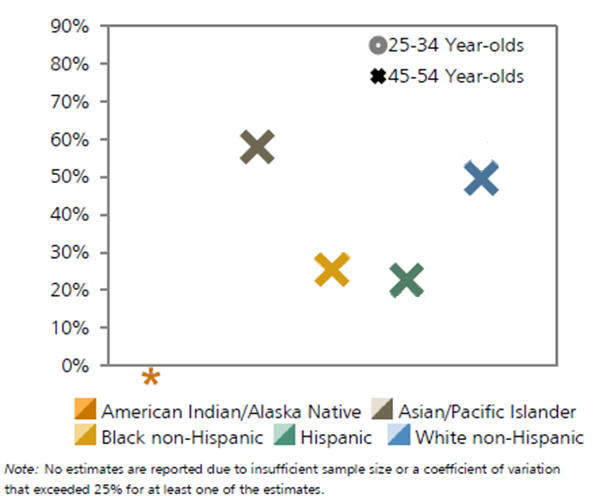 90%
25-34 Year-olds
80%
45-54 Year-olds
70%
60%
50%
40%
30%
20%
10%
0%
*
American Indian/Alaska Native Asian/Pacific Islander
Black non-Hispanic Hispanic White non-Hispanic
Note: No estimates are reported due to insufficient sample size or a coefficient of variation
that exceeded 25% for at least one of the estimates.